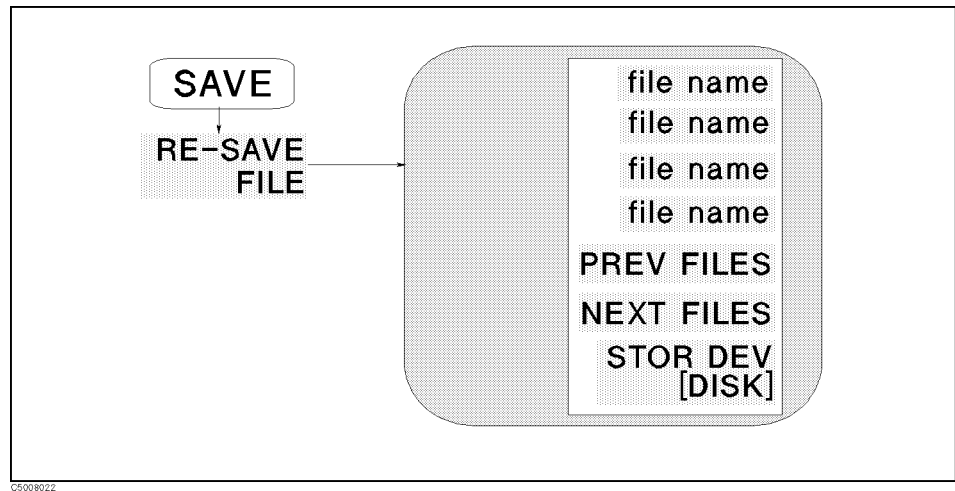 SAVE
RE-SAVE
FILE
file name
file name
file name
file name
PREV FILES
NEXT FILES
STOR DEV
[DISK]
C5008022